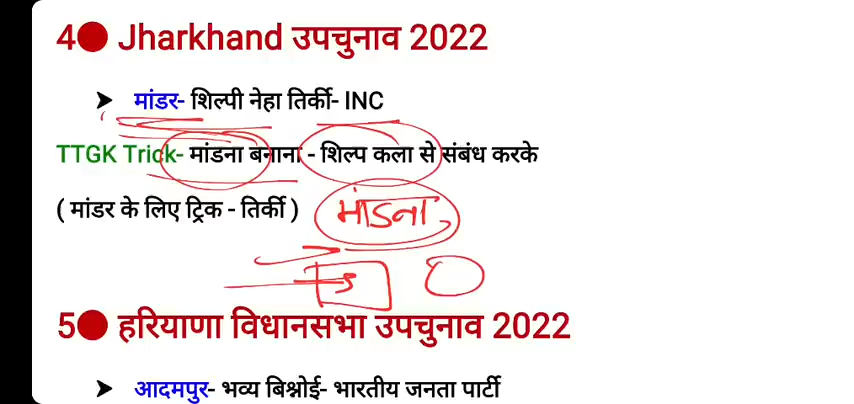 4● Jharkhand उपचुनाव 2022
➤ मांडर- शिल्पी नेहा तिर्की- INC
TTGK Trick- मांडना बनाना - शिल्प कला से संबंध करके
( मांडर के लिए ट्रिक - तिर्की ) मांडना
5● हरियाणा विधानसभा उपचुनाव 2022
➤ आदमपुर- भव्य बिश्नोई- भारतीय जनता पार्टी